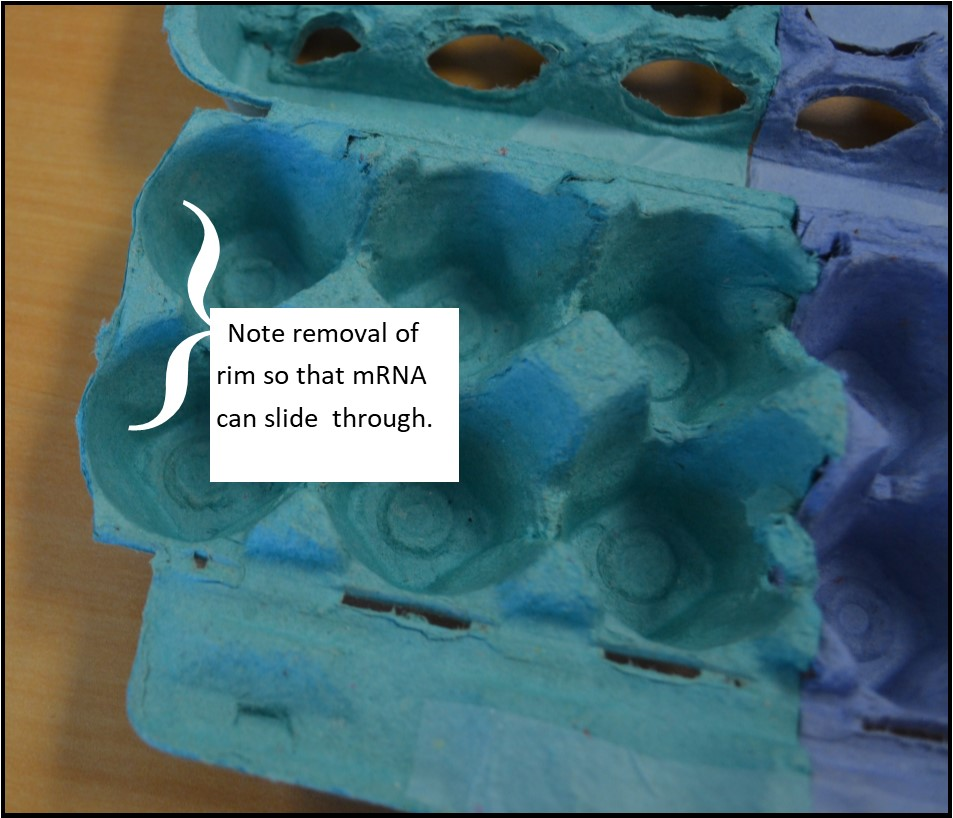 Note removal of
rim so that mRNA
can slide through.